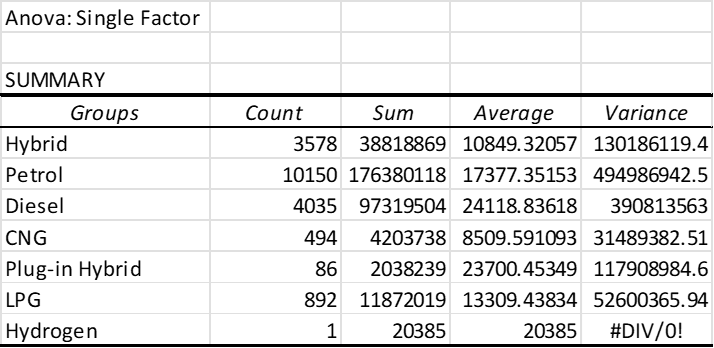 Anova: Single Factor
SUMMARY
Groups Count Sum Average Variance
Hybrid 3578 38818869 10849.32057 130186119.4
Petrol 10150 176380118 17377.35153 494986942.5
Diesel 4035 97319504 24118.83618 390813563
CNG 494 4203738 8509.591093 31489382.51
Plug-in Hybrid 86 2038239 23700.45349 117908984.6
LPG 892 11872019 13309.43834 52600365.94
Hydrogen 1 20385 20385 #DIV/0!